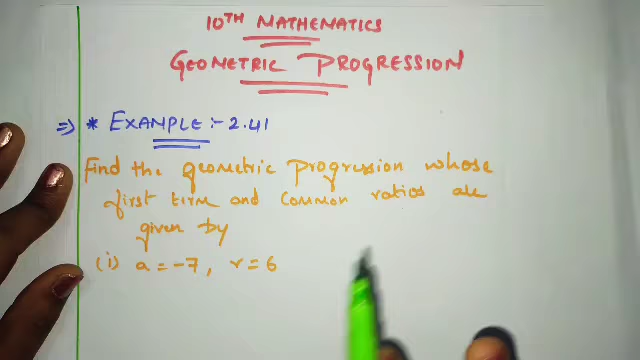 10TH MATHEMATICS
GEOMETRIC PROGRESSION
⇒ * EXAMPLE :- 2.41
Find the geometric progression whose
first term and common ratios are
given by
(i) a = -7, r = 6